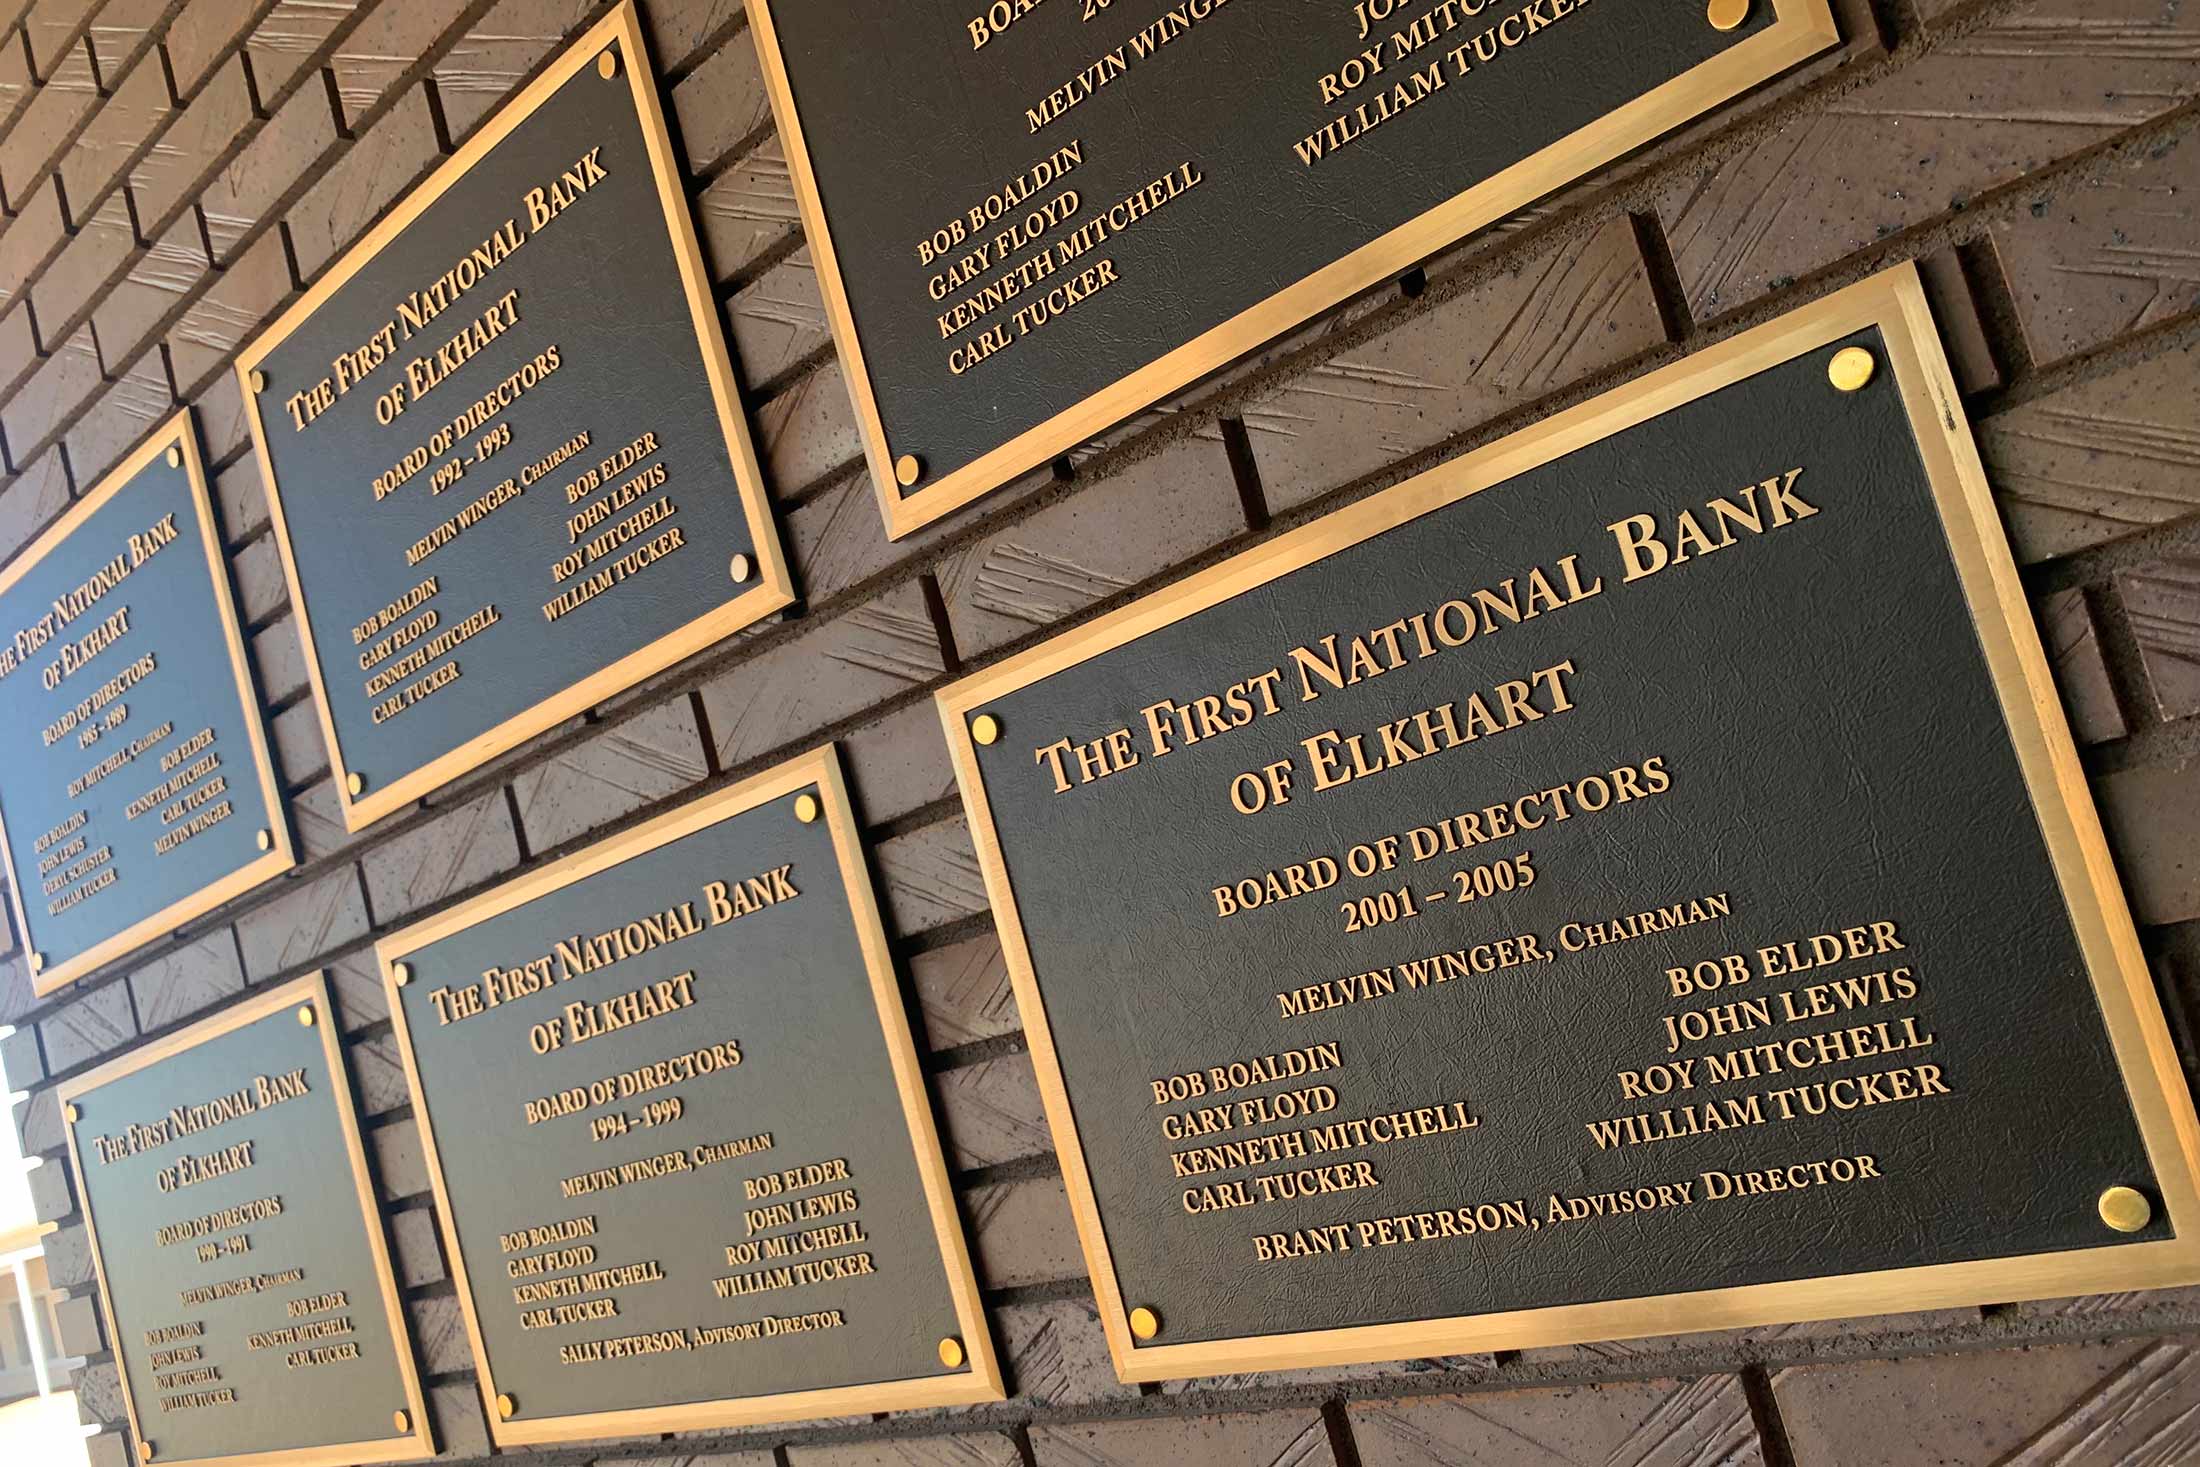 THE FIRST NATIONAL BANK
OF ELKHART
BOARD OF DIRECTORS
1985 – 1989
ROY MITCHELL, CHAIRMAN
BOB BOALDIN
JOHN LEWIS
DERYL SCHUSTER
WILLIAM TUCKER
BOB ELDER
KENNETH MITCHELL
CARL TUCKER
MELVIN WINGER
THE FIRST NATIONAL BANK
OF ELKHART
BOARD OF DIRECTORS
1992 – 1993
MELVIN WINGER, CHAIRMAN
BOB BOALDIN
GARY FLOYD
KENNETH MITCHELL
CARL TUCKER
BOB ELDER
JOHN LEWIS
ROY MITCHELL
WILLIAM TUCKER
MELVIN
BOB BOALDIN
GARY FLOYD
KENNETH MITCHELL
CARL TUCKER
ROY
WILLIAM TUCKER
THE FIRST NATIONAL BANK
OF ELKHART
BOARD OF DIRECTORS
1990 – 1991
MELVIN WINGER, CHAIRMAN
BOB BOALDIN
JOHN LEWIS
ROY MITCHELL
WILLIAM TUCKER
BOB ELDER
KENNETH MITCHELL
CARL TUCKER
THE FIRST NATIONAL BANK
OF ELKHART
BOARD OF DIRECTORS
1994 – 1999
MELVIN WINGER, CHAIRMAN
BOB BOALDIN
GARY FLOYD
KENNETH MITCHELL
CARL TUCKER
BOB ELDER
JOHN LEWIS
ROY MITCHELL
WILLIAM TUCKER
SALLY PETERSON, ADVISORY DIRECTOR
THE FIRST NATIONAL BANK
OF ELKHART
BOARD OF DIRECTORS
2001 – 2005
MELVIN WINGER, CHAIRMAN
BOB BOALDIN
GARY FLOYD
KENNETH MITCHELL
CARL TUCKER
BOB ELDER
JOHN LEWIS
ROY MITCHELL
WILLIAM TUCKER
BRANT PETERSON, ADVISORY DIRECTOR